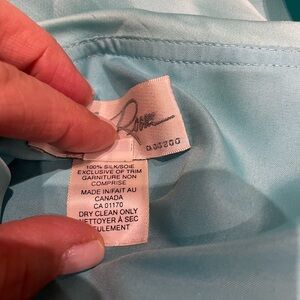 100% SILK/SOIE
EXCLUSIVE OF TRIM
GARNITURE NON
COMPRISE
MADE IN/FAIT AU
CANADA
CA 01170
DRY CLEAN ONLY
NETTOYER À SEC
EULEMENT